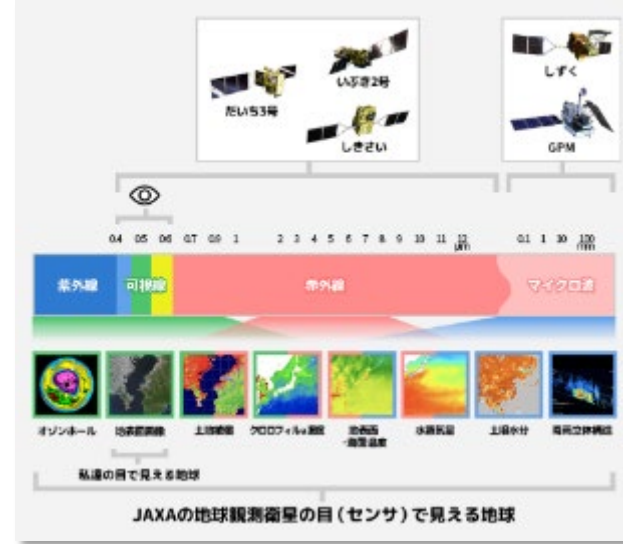 だいち3号
いぶき2号
しきさい
しずく
GPM
0.4 0.5 0.6 0.7 0.9 1 2 3 4 5 6 7 8 9 10 11 12 μm 0.1 1 10 100 mm
紫外線 可視線 赤外線 マイクロ波
オゾンホール 地表面画像 土地被覆 クロロフィルa濃度 地表面・海面温度 水蒸気量 土壌水分 降雨立体構造
私達の目で見える地球
JAXAの地球観測衛星の目（センサ）で見える地球